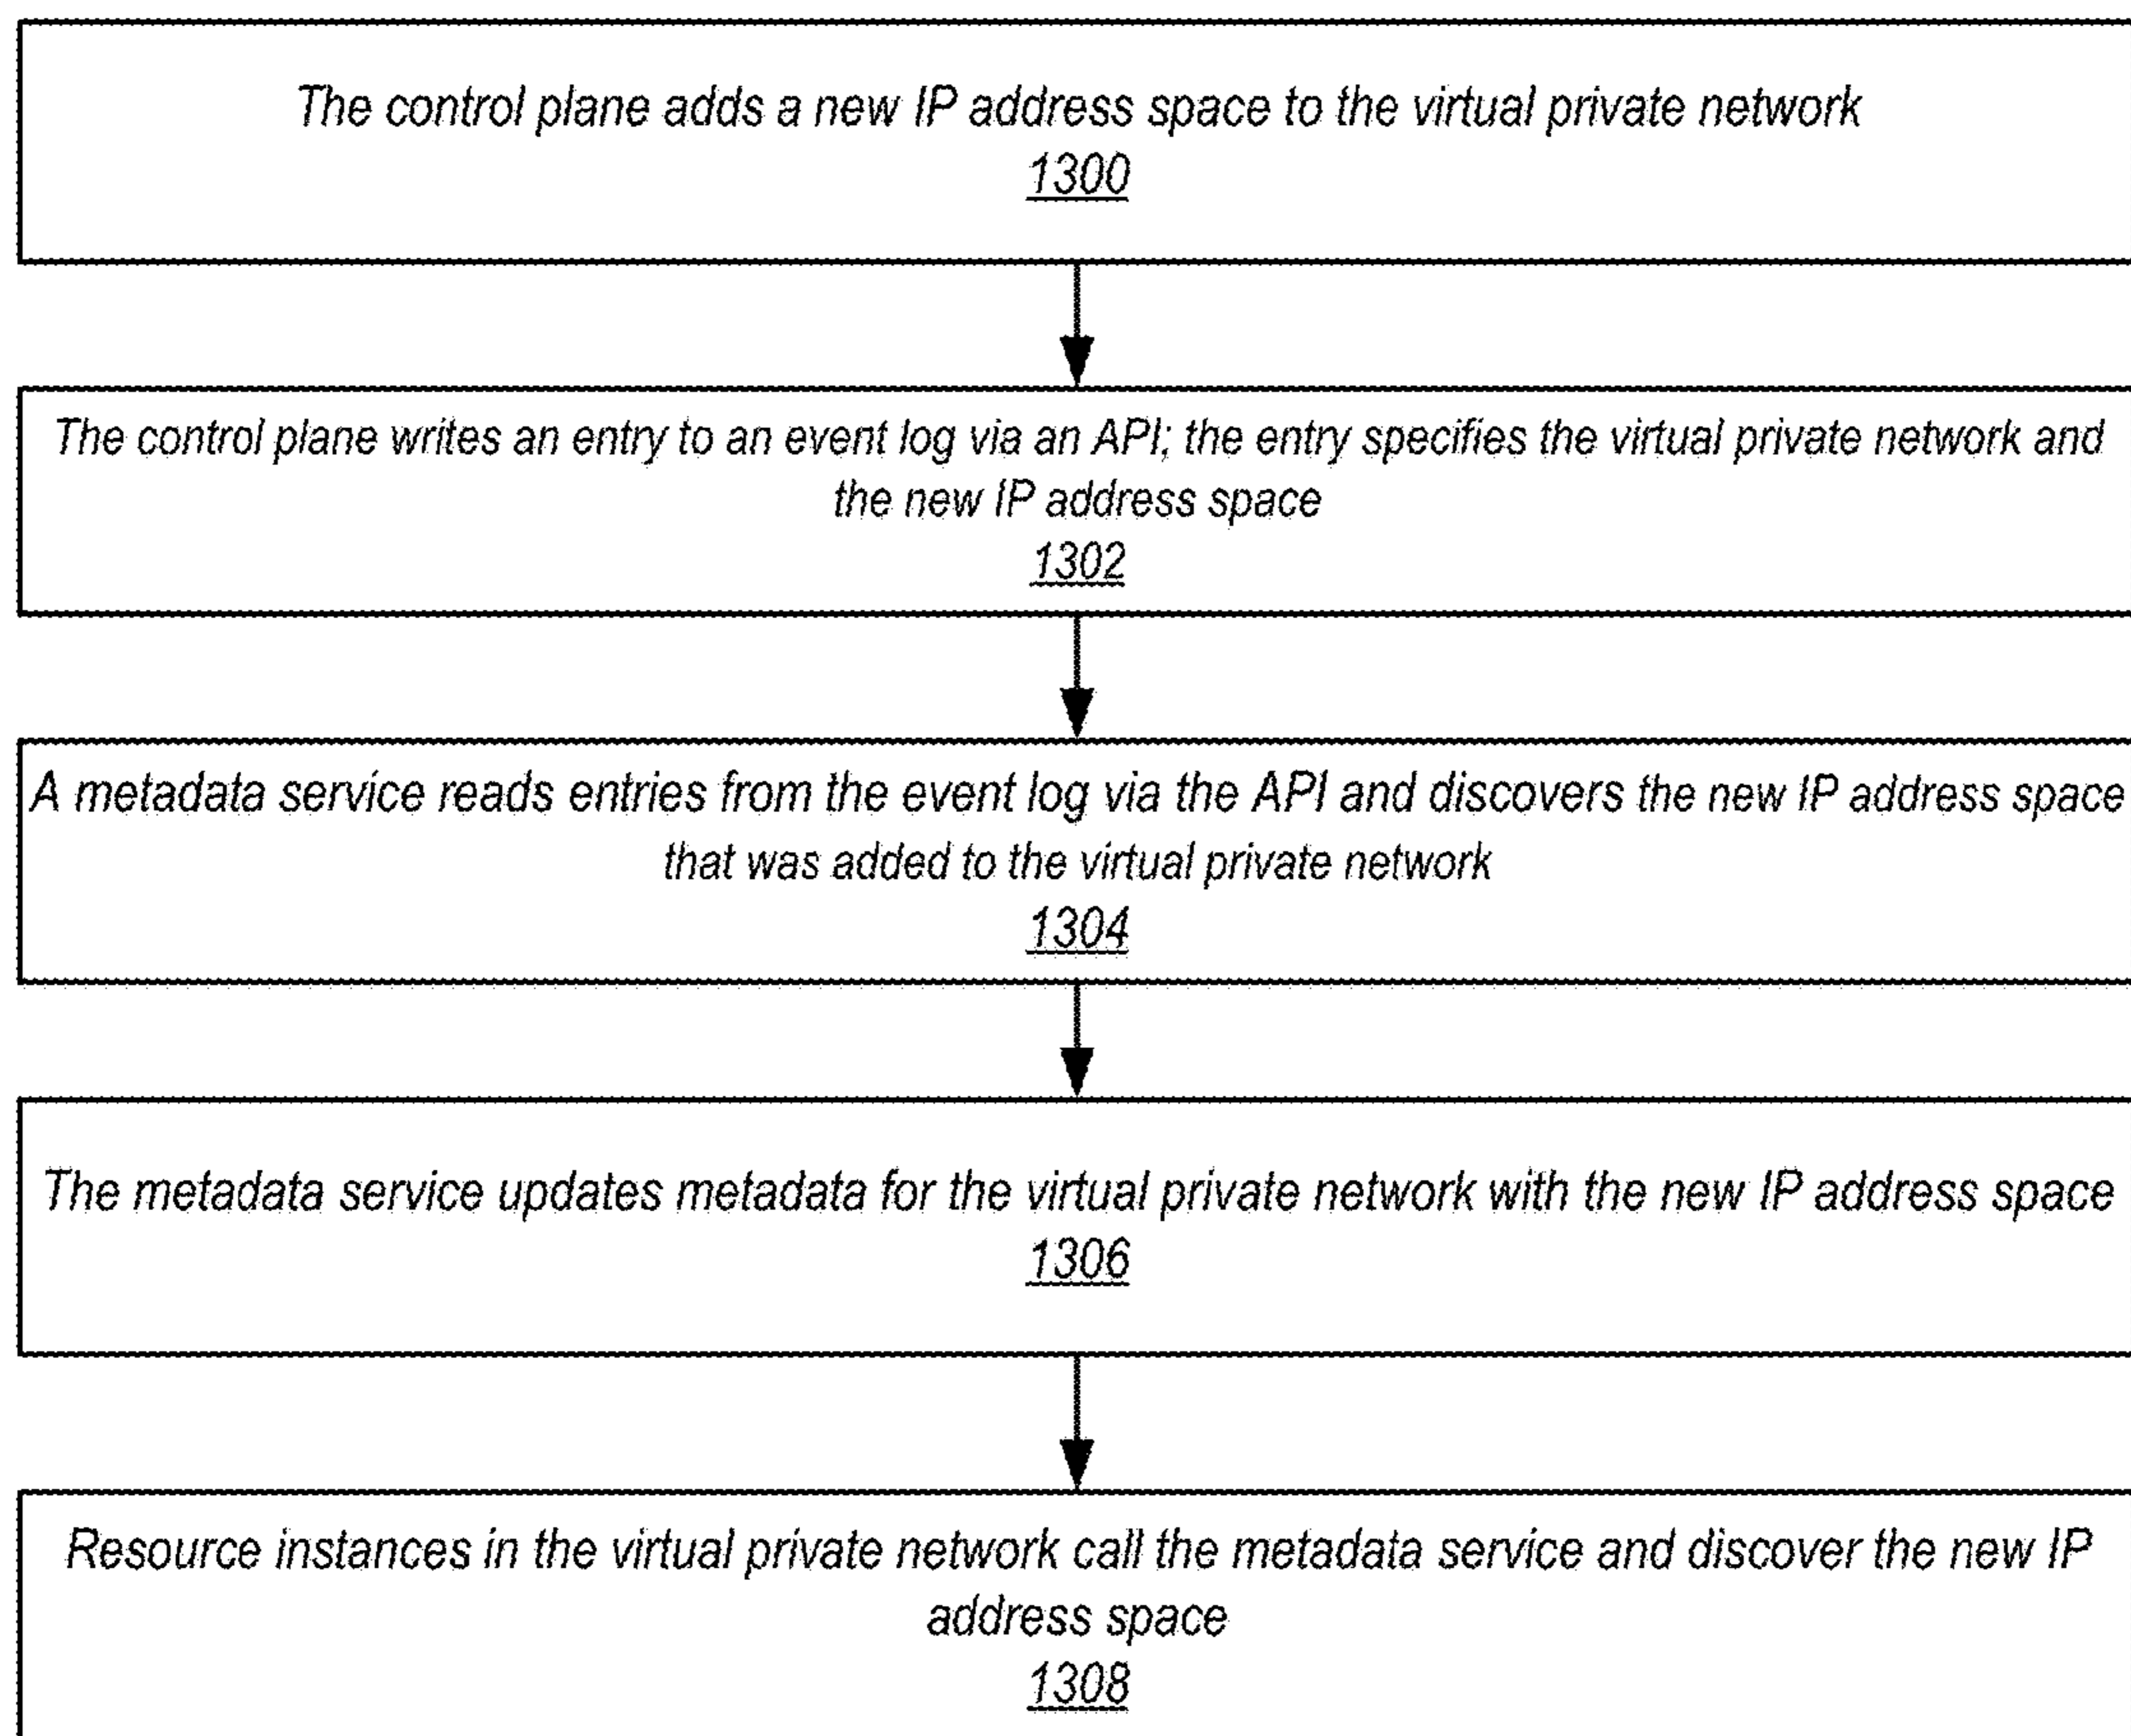 The control plane adds a new IP address space to the virtual private network
1300
The control plane writes an entry to an event log via an API; the entry specifies the virtual private network and
the new IP address space
1302
A metadata service reads entries from the event log via the API and discovers the new IP address space
that was added to the virtual private network
1304
The metadata service updates metadata for the virtual private network with the new IP address space
1306
Resource instances in the virtual private network call the metadata service and discover the new IP
address space
1308